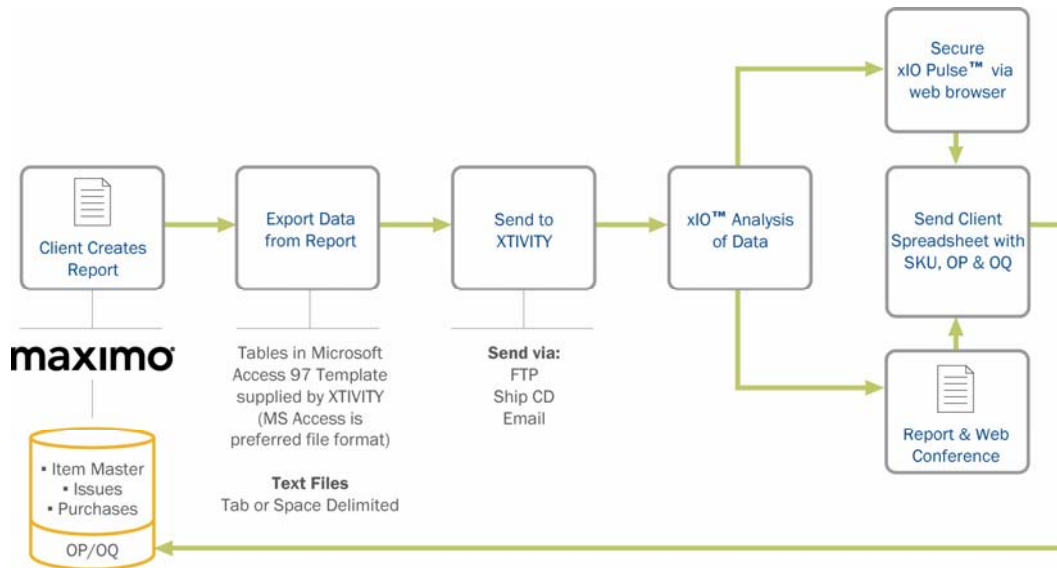 Secure
xIO Pulse™ via
web browser
Client Creates
Report
Export Data
from Report
Send to
XTIVITY
xIO™ Analysis
of Data
Send Client
Spreadsheet with
SKU, OP & OQ
maximo
Tables in Microsoft
Access 97 Template
supplied by XTIVITY
(MS Access is
preferred file format)
Text Files
Tab or Space Delimited
Send via:
FTP
Ship CD
Email
Report & Web
Conference
▪ Item Master
▪ Issues
▪ Purchases
OP/OQ